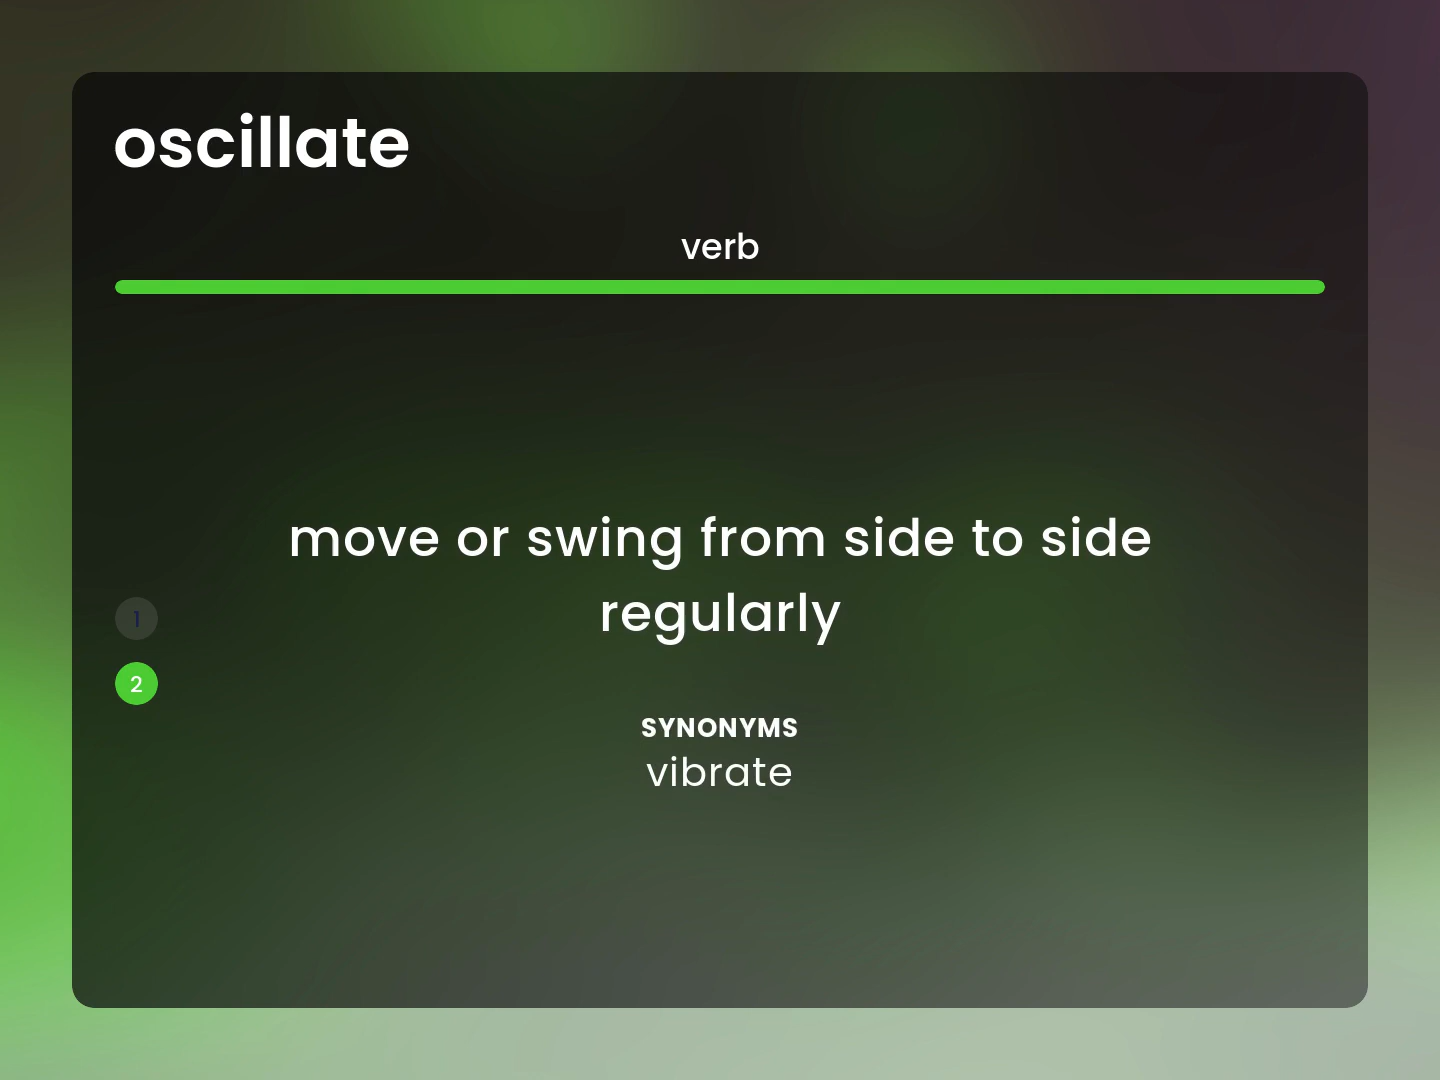 oscillate
verb
move or swing from side to side
regularly
1
2
SYNONYMS
vibrate